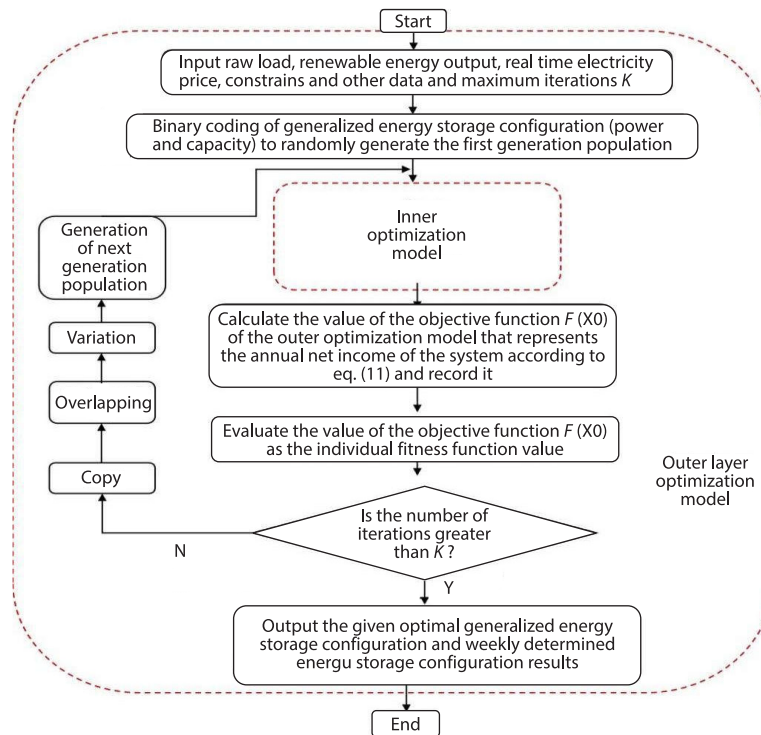 Start
Input raw load, renewable energy output, real time electricity
price, constrains and other data and maximum iterations K
Binary coding of generalized energy storage configuration (power
and capacity) to randomly generate the first generation population
Inner
optimization
model
Calculate the value of the objective function F (X0)
of the outer optimization model that represents
the annual net income of the system according to
eq. (11) and record it
Evaluate the value of the objective function F (X0)
as the individual fitness function value
Is the number of
iterations greater
than K ?
N
Copy
Overlapping
Variation
Generation
of next
generation
population
Y
Output the given optimal generalized energy
storage configuration and weekly determined
energu storage configuration results
End
Outer layer
optimization
model